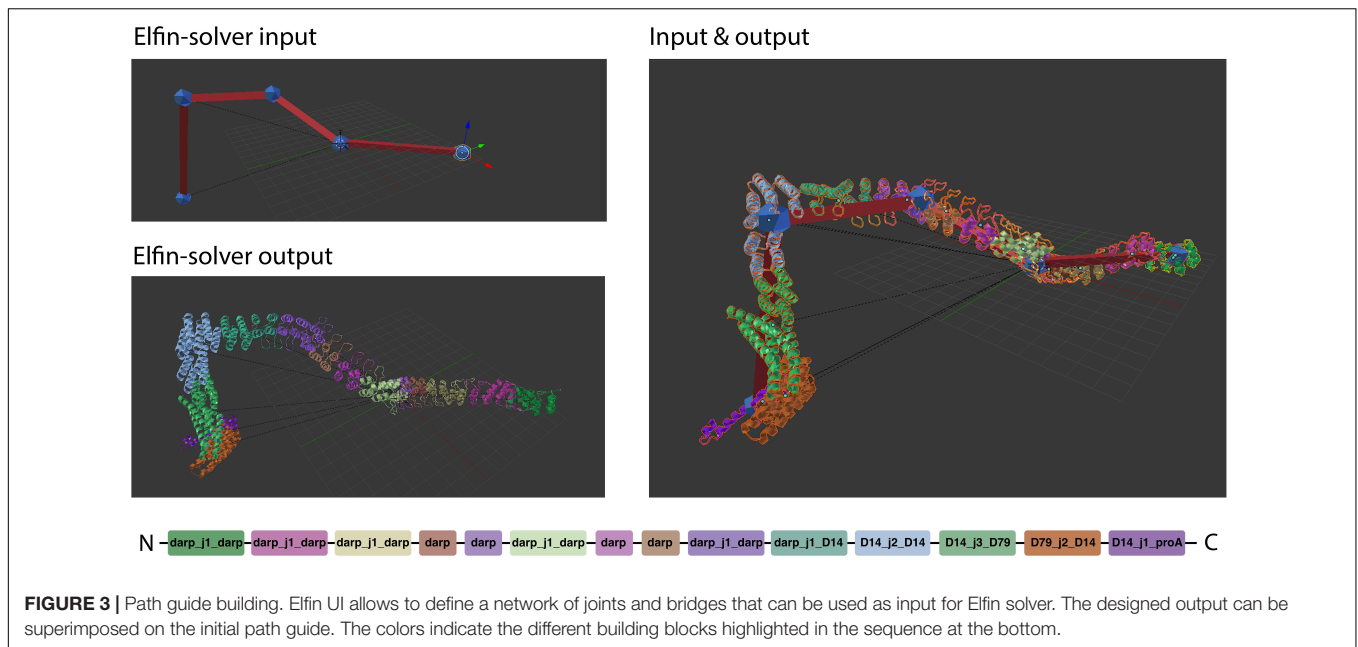 Elfin-solver input
Input & output
Elfin-solver output
N darp_j1_darp darp_j1_darp darp_j1_darp darp darp darp_j1_darp darp darp darp_j1_darp darp_j1_D14 D14_j2_D14 D14_j3_D79 D79_j2_D14 D14_j1_proA C
FIGURE 3 | Path guide building. Elfin UI allows to define a network of joints and bridges that can be used as input for Elfin solver. The designed output can be
superimposed on the initial path guide. The colors indicate the different building blocks highlighted in the sequence at the bottom.